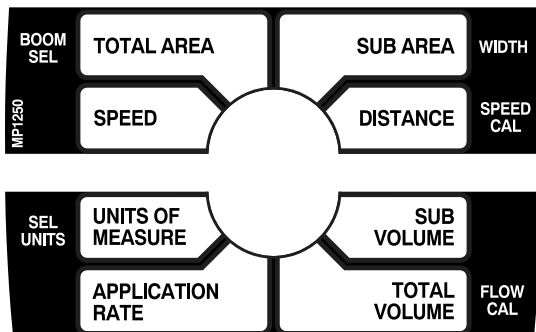 BOOM
SEL
TOTAL AREA
SUB AREA
WIDTH
MP1250
SPEED
DISTANCE
SPEED
CAL
SEL
UNITS
UNITS OF
MEASURE
SUB
VOLUME
APPLICATION
RATE
TOTAL
VOLUME
FLOW
CAL